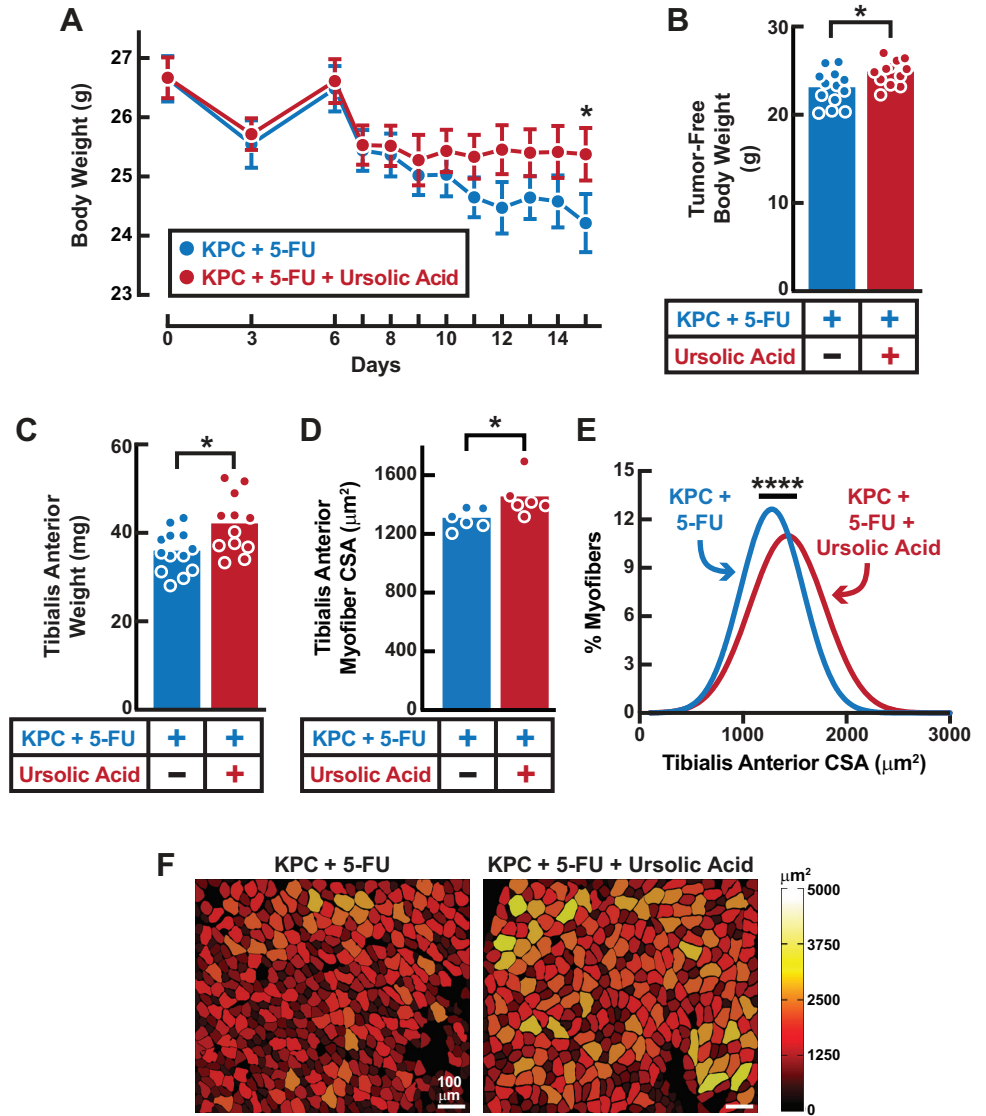 A
Body Weight (g)
27
26
25
24
23
*
KPC + 5-FU
KPC + 5-FU + Ursolic Acid
0 3 6 8 10 12 14
Days
B
Tumor-Free
Body Weight
(g)
30
20
10
0
*
KPC + 5-FU + +
Ursolic Acid − +
C
Tibialis Anterior
Weight (mg)
60
40
20
0
*
KPC + 5-FU + +
Ursolic Acid − +
D
Tibialis Anterior
Myofiber CSA (μm²)
1600
1200
800
400
0
*
KPC + 5-FU + +
Ursolic Acid − +
E
% Myofibers
15
12
9
6
3
0
****
KPC +
5-FU
KPC +
5-FU +
Ursolic Acid
0 1000 2000 3000
Tibialis Anterior CSA (μm²)
F
KPC + 5-FU
KPC + 5-FU + Ursolic Acid
100
μm
μm²
5000
3750
2500
1250
0